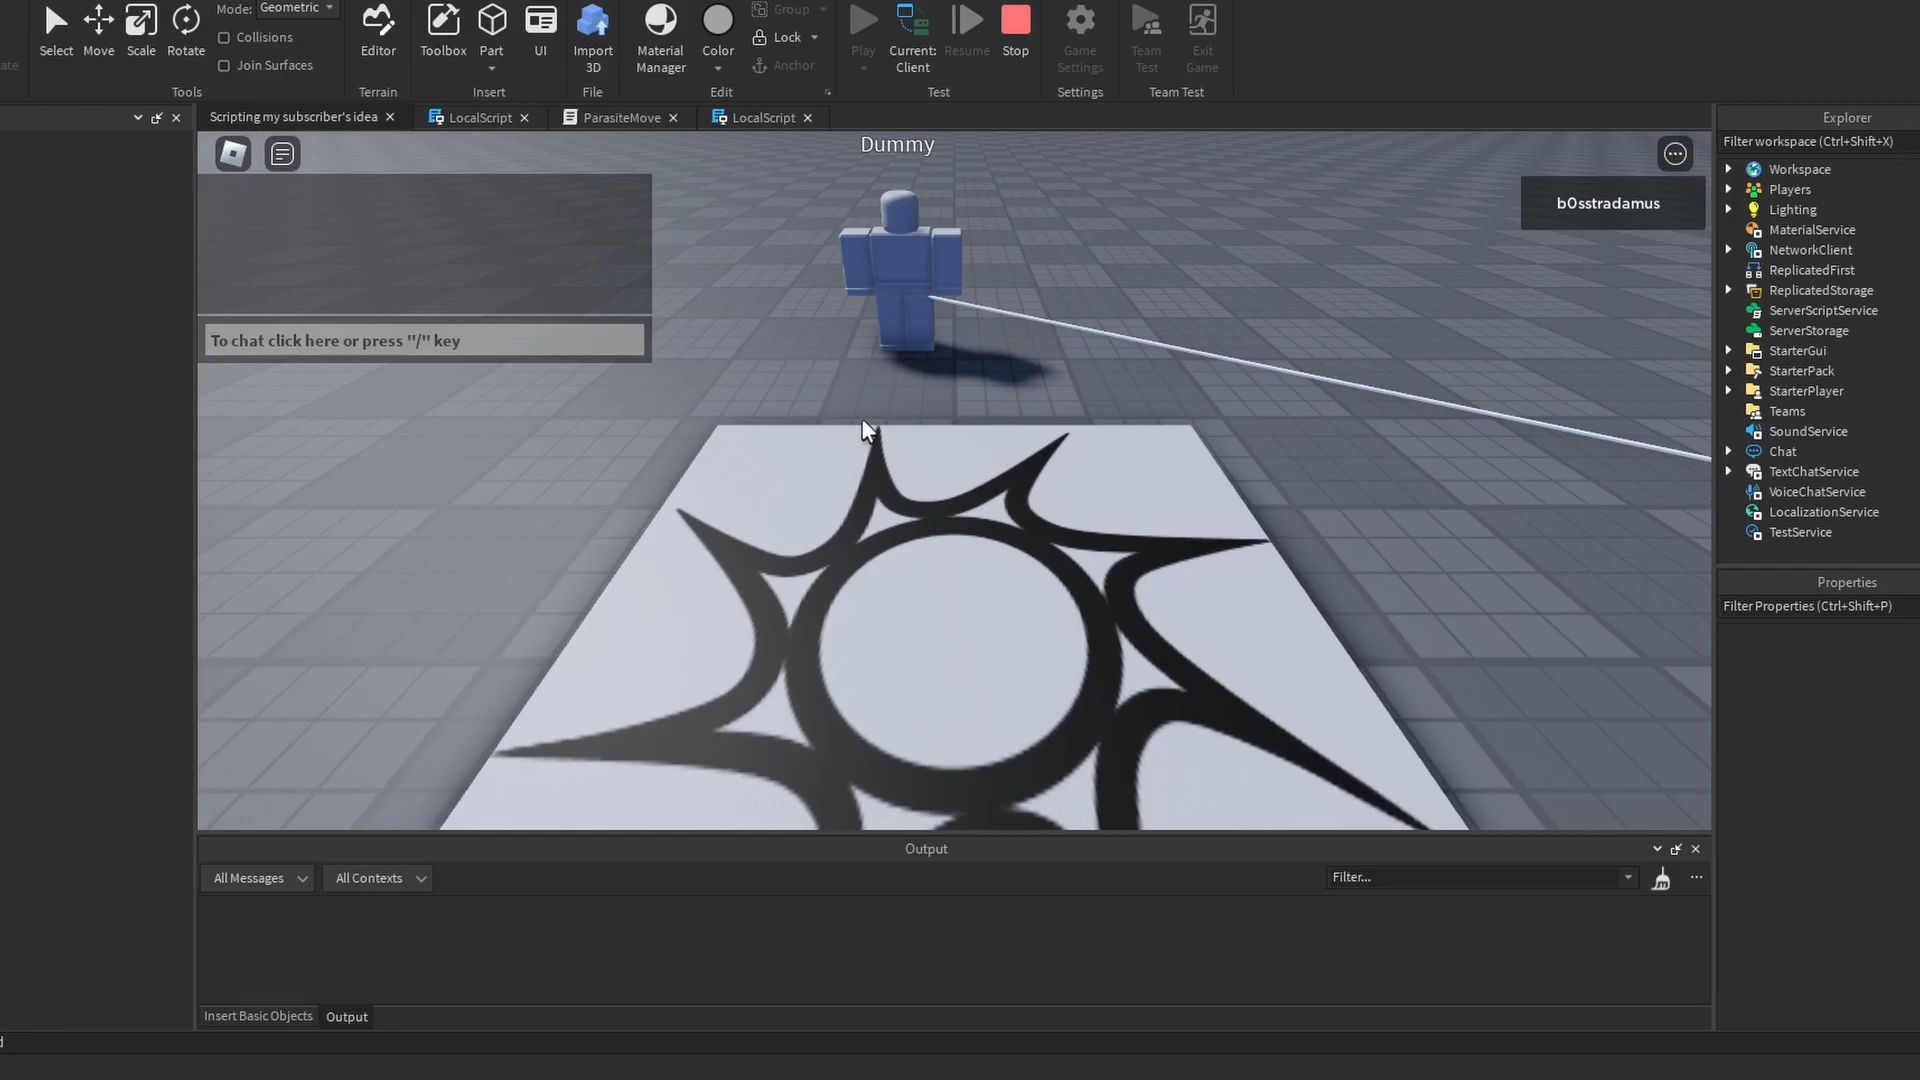 Mode: Geometric
Select Move Scale Rotate
Collisions
Join Surfaces
Tools
Editor
Terrain
Toolbox Part UI
Insert
Import 3D
File
Material Manager
Color
Group
Lock
Anchor
Edit
Play
Current: Client
Resume
Stop
Test
Game Settings
Settings
Team Test
Exit Game
Team Test
Scripting my subscriber's idea
LocalScript
ParasiteMove
LocalScript
Dummy
b0sstradamus
To chat click here or press "/" key
Explorer
Filter workspace (Ctrl+Shift+X)
Workspace
Players
Lighting
MaterialService
NetworkClient
ReplicatedFirst
ReplicatedStorage
ServerScriptService
ServerStorage
StarterGui
StarterPack
StarterPlayer
Teams
SoundService
Chat
TextChatService
VoiceChatService
LocalizationService
TestService
Properties
Filter Properties (Ctrl+Shift+P)
Output
All Messages
All Contexts
Filter...
Insert Basic Objects
Output